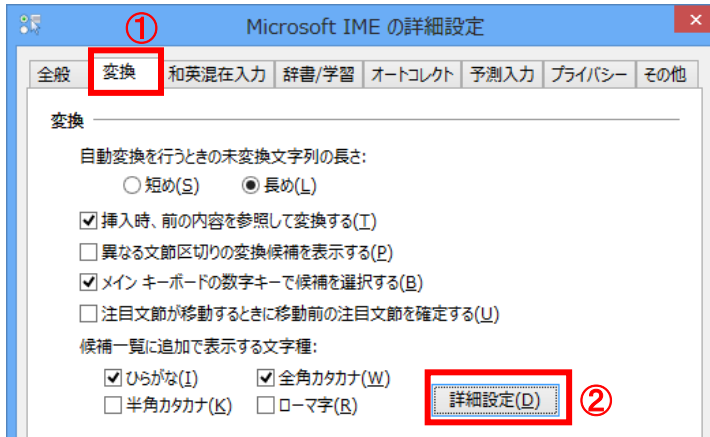 ①
Microsoft IME の詳細設定
全般 変換 和英混在入力 辞書/学習 オートコレクト 予測入力 プライバシー その他
変換
自動変換を行うときの未変換文字列の長さ:
短め(S) 長め(L)
挿入時、前の内容を参照して変換する(T)
異なる文節区切りの変換候補を表示する(P)
メイン キーボードの数字キーで候補を選択する(B)
注目文節が移動するときに移動前の注目文節を確定する(U)
候補一覧に追加で表示する文字種:
ひらがな(I) 全角カタカナ(W)
半角カタカナ(K) ローマ字(R) 詳細設定(D) ②